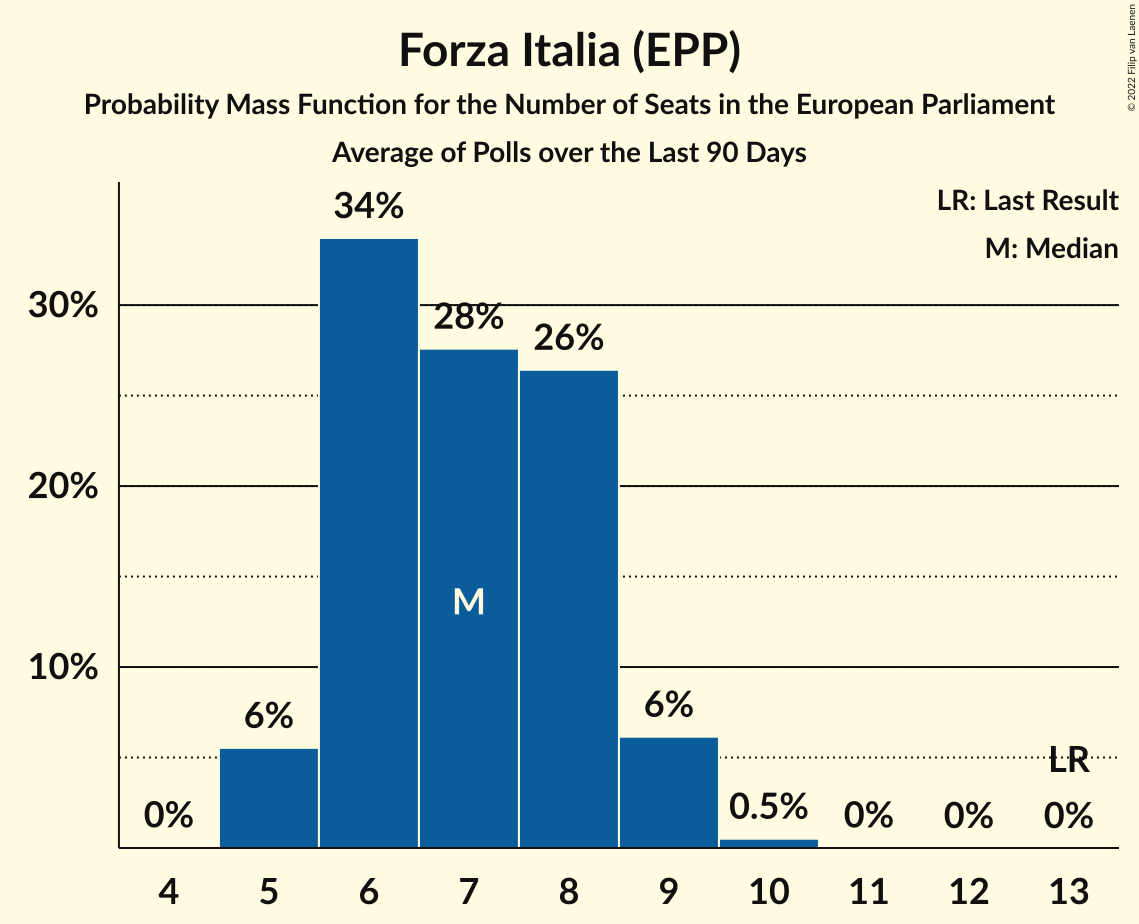 Forza Italia (EPP)
Probability Mass Function for the Number of Seats in the European Parliament
Average of Polls over the Last 90 Days
© 2022 Filip van Laenen
LR: Last Result
M: Median
34%
28%
26%
30%
20%
10%
M
6%
6%
LR
0%
0.5%
0%
0%
0%
4 5 6 7 8 9 10 11 12 13